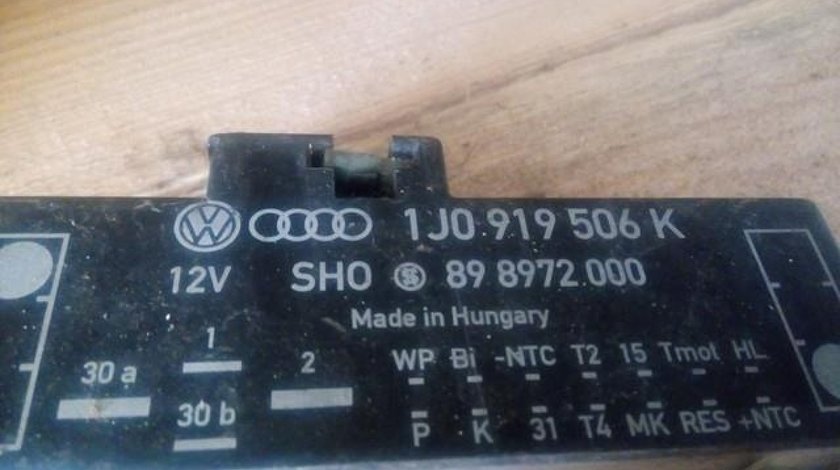 1J0 919 506 K
12V SHO 89 8972.000
Made in Hungary
1 2 WP Bi -NTC T2 15 Tmot HL
30 a
30 b P K 31 T4 MK RES +NTC